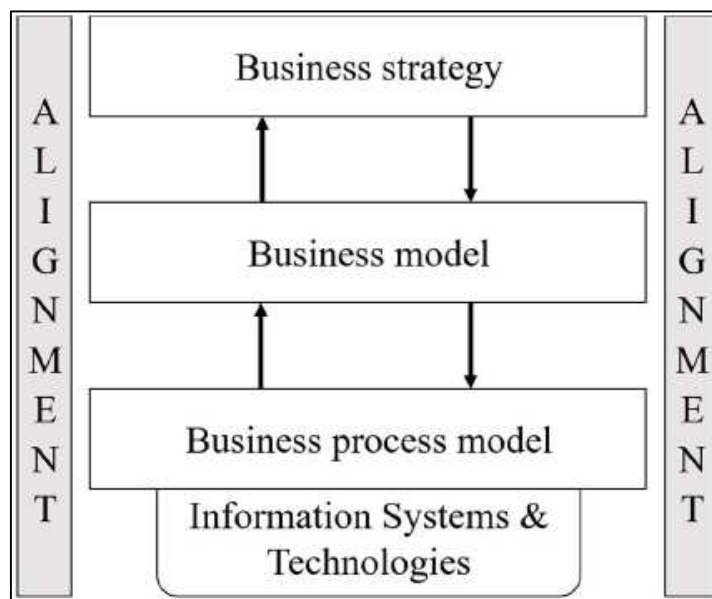 ALIGNMENT
Business strategy
Business model
Business process model
Information Systems &
Technologies
ALIGNMENT